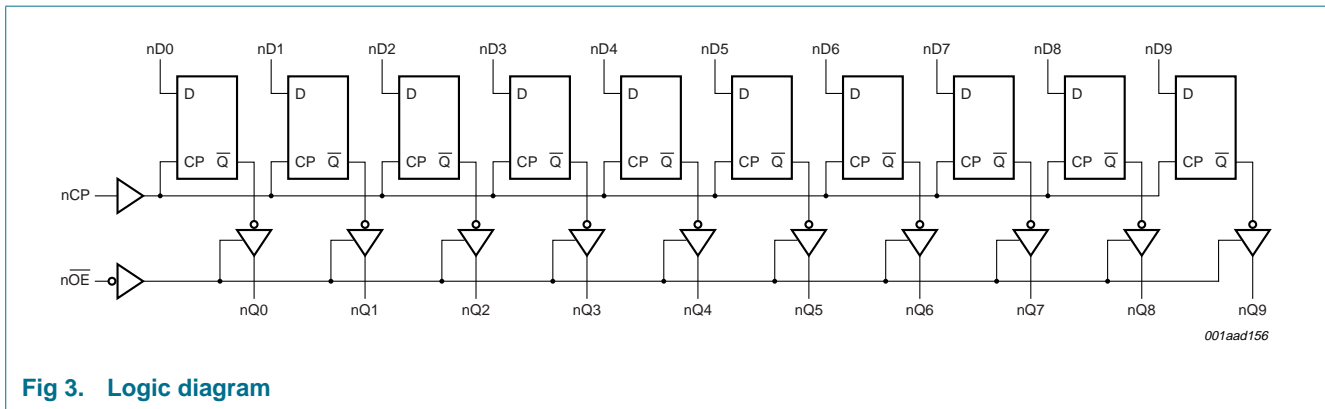 nD0 nD1 nD2 nD3 nD4 nD5 nD6 nD7 nD8 nD9
D D D D D D D D D D
CP Q̅ CP Q̅ CP Q̅ CP Q̅ CP Q̅ CP Q̅ CP Q̅ CP Q̅ CP Q̅ CP Q̅
nCP
nO̅E̅
nQ0 nQ1 nQ2 nQ3 nQ4 nQ5 nQ6 nQ7 nQ8 nQ9
001aad156
Fig 3. Logic diagram